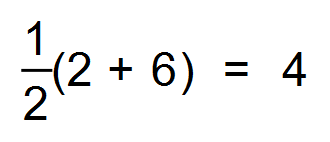 1/2(2 + 6) = 4